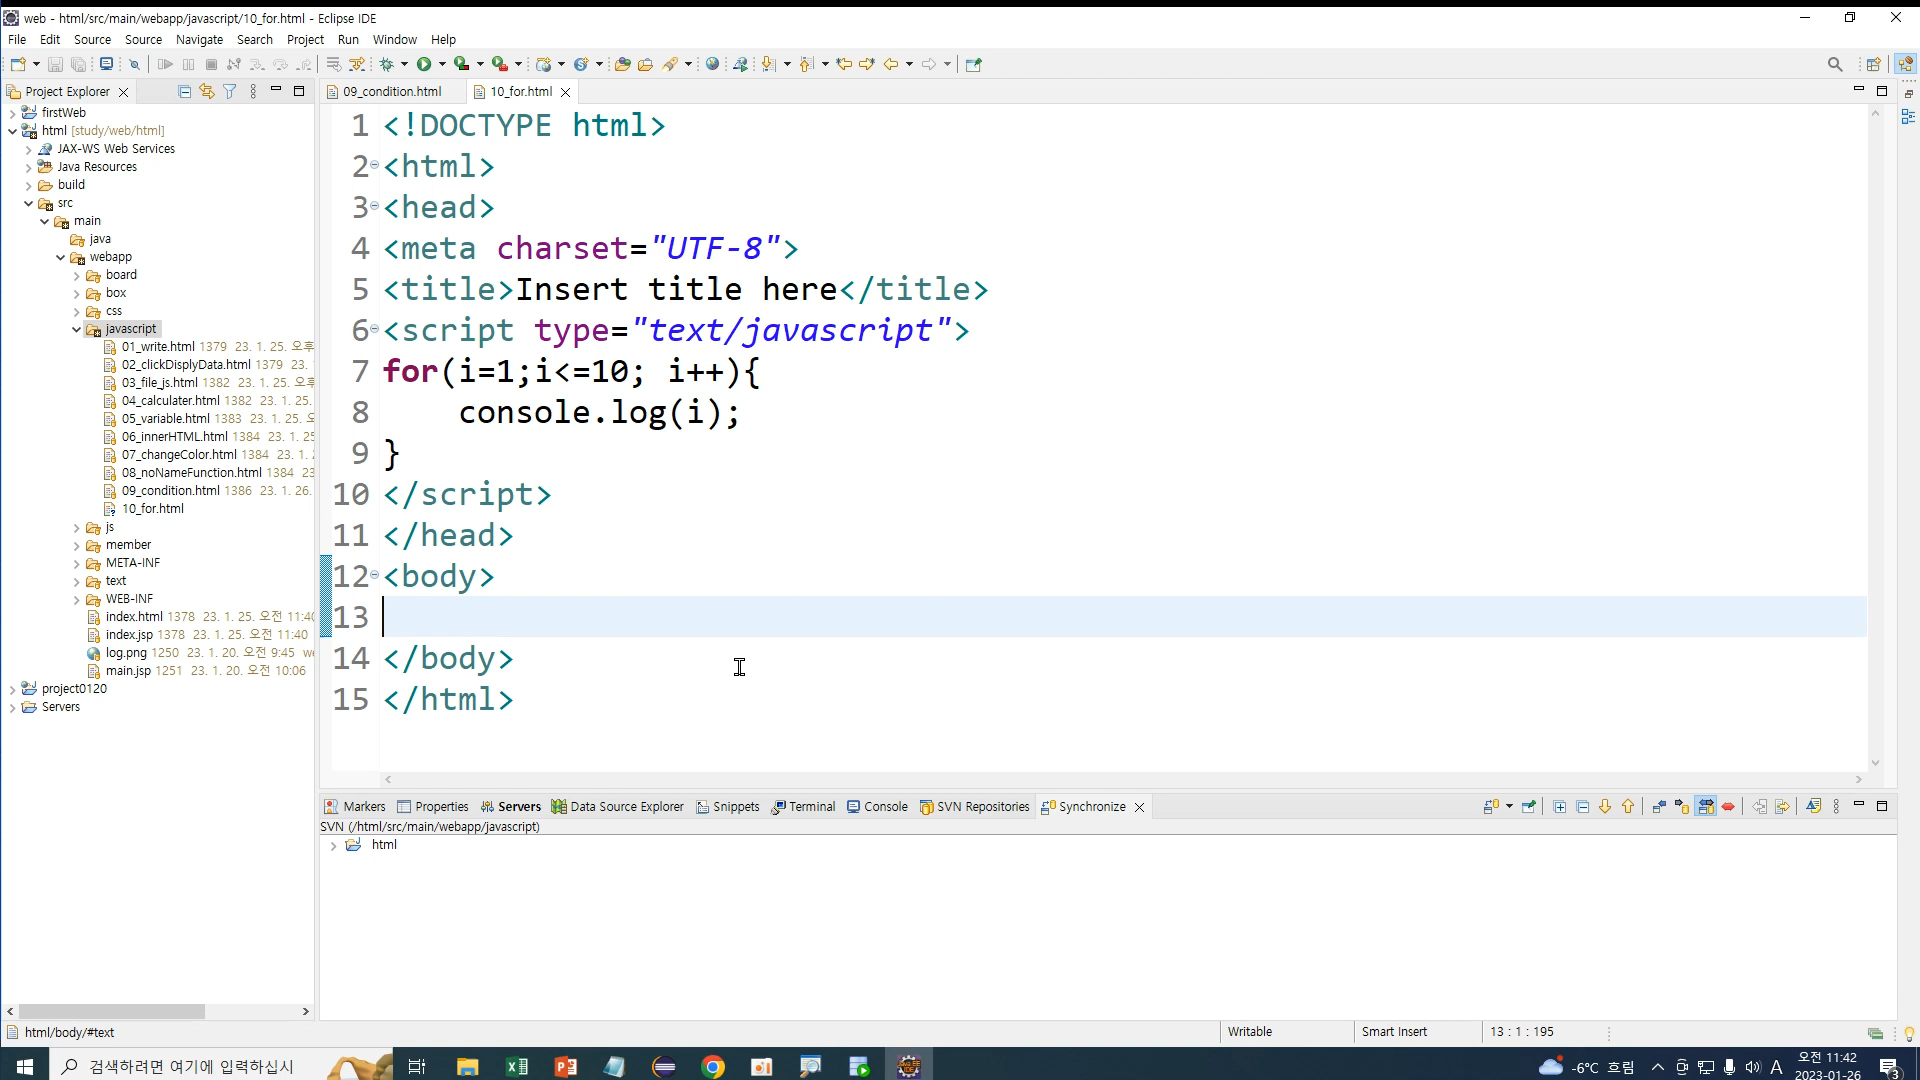 web - html/src/main/webapp/javascript/10_for.html - Eclipse IDE
File Edit Source Source Navigate Search Project Run Window Help
Project Explorer
firstWeb
html [study/web/html]
JAX-WS Web Services
Java Resources
build
src
main
java
webapp
board
box
css
javascript
01_write.html 1379 23. 1. 25. 오후
02_clickDisplyData.html 1379 23.
03_file_js.html 1382 23. 1. 25. 오후
04_calculater.html 1382 23. 1. 25.
05_variable.html 1383 23. 1. 25.
06_innerHTML.html 1384 23. 1. 25
07_changeColor.html 1384 23. 1.
08_noNameFunction.html 1384 23
09_condition.html 1386 23. 1. 26.
10_for.html
js
member
META-INF
text
WEB-INF
index.html 1378 23. 1. 25. 오전 11:40
index.jsp 1378 23. 1. 25. 오전 11:40
log.png 1250 23. 1. 20. 오전 9:45 we
main.jsp 1251 23. 1. 20. 오전 10:06
project0120
Servers
09_condition.html 10_for.html
1 <!DOCTYPE html>
2 <html>
3 <head>
4 <meta charset="UTF-8">
5 <title>Insert title here</title>
6 <script type="text/javascript">
7 for(i=1;i<=10; i++){
8 console.log(i);
9 }
10 </script>
11 </head>
12 <body>
13
14 </body>
15 </html>
Markers Properties Servers Data Source Explorer Snippets Terminal Console SVN Repositories Synchronize
SVN (/html/src/main/webapp/javascript)
html
html/body/#text Writable Smart Insert 13 : 1 : 195
검색하려면 여기에 입력하십시
-6°C 흐림 A 오전 11:42
2023-01-26 3